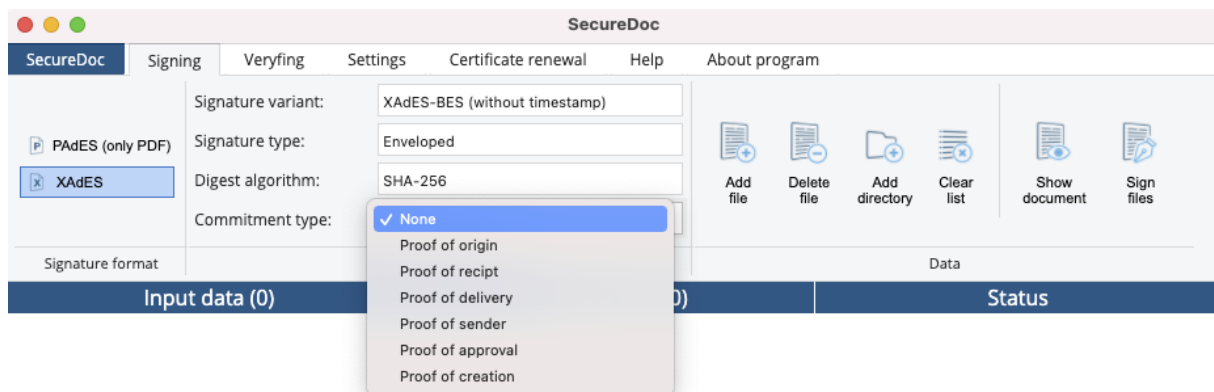 SecureDoc
SecureDoc Signing Veryfing Settings Certificate renewal Help About program
PAdES (only PDF)
XAdES
Signature format
Signature variant: XAdES-BES (without timestamp)
Signature type: Enveloped
Digest algorithm: SHA-256
Commitment type:
✓ None
Proof of origin
Proof of recipt
Proof of delivery
Proof of sender
Proof of approval
Proof of creation
Add
file
Delete
file
Add
directory
Clear
list
Show
document
Sign
files
Data
Input data (0) 0) Status